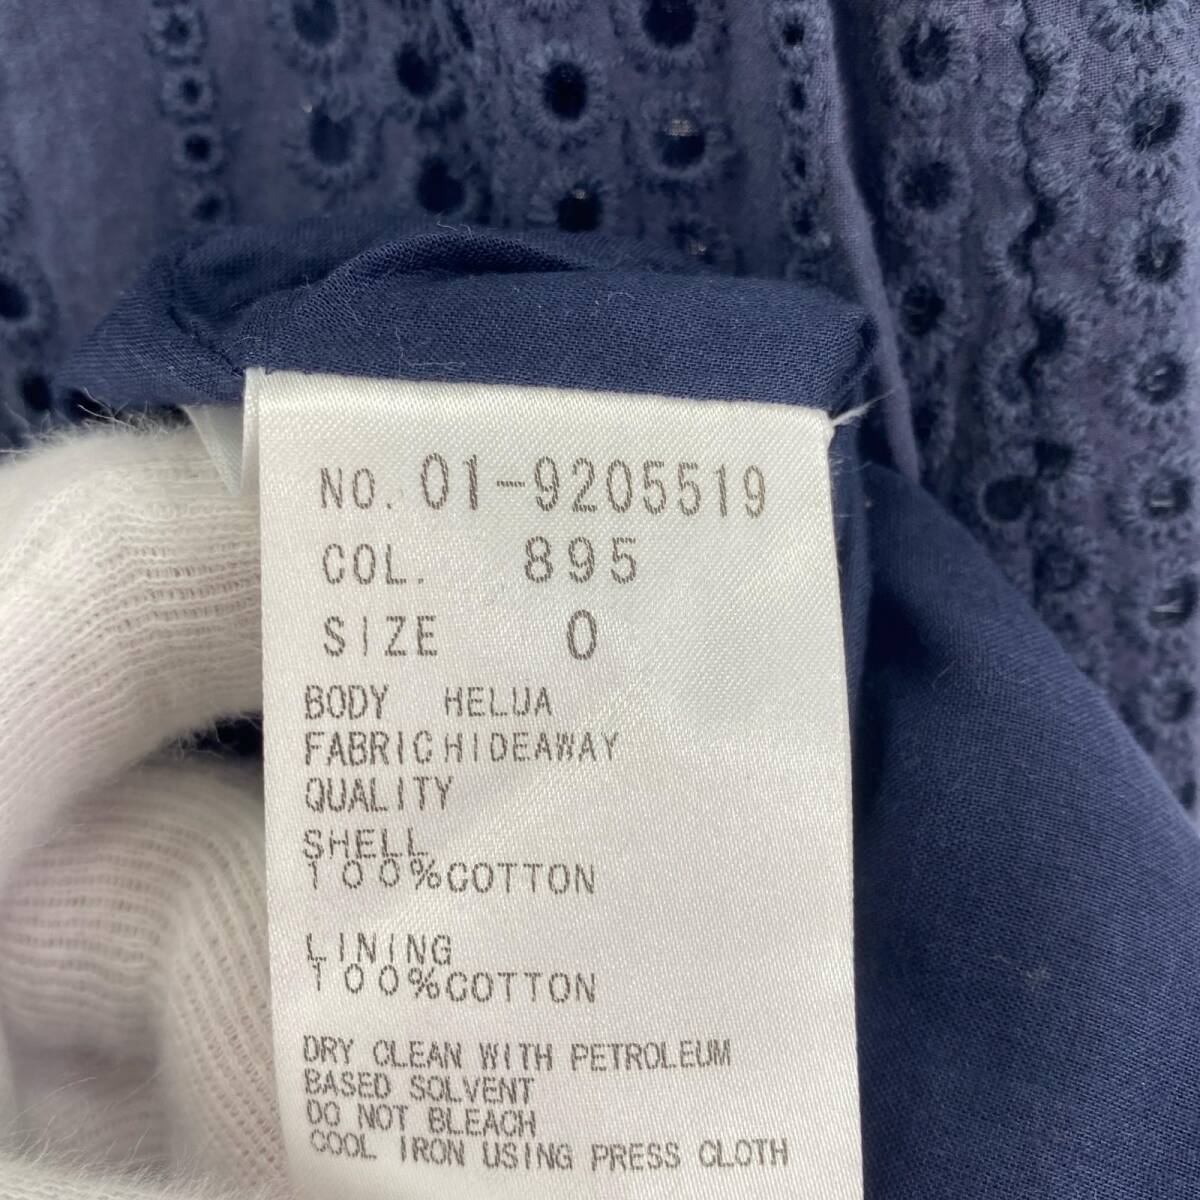 NO. 01-9205519
COL. 895
SIZE 0
BODY HELUA
FABRIC HIDEAWAY
QUALITY
SHELL
100%COTTON
LINING
100%COTTON
DRY CLEAN WITH PETROLEUM
BASED SOLVENT
DO NOT BLEACH
COOL IRON USING PRESS CLOTH